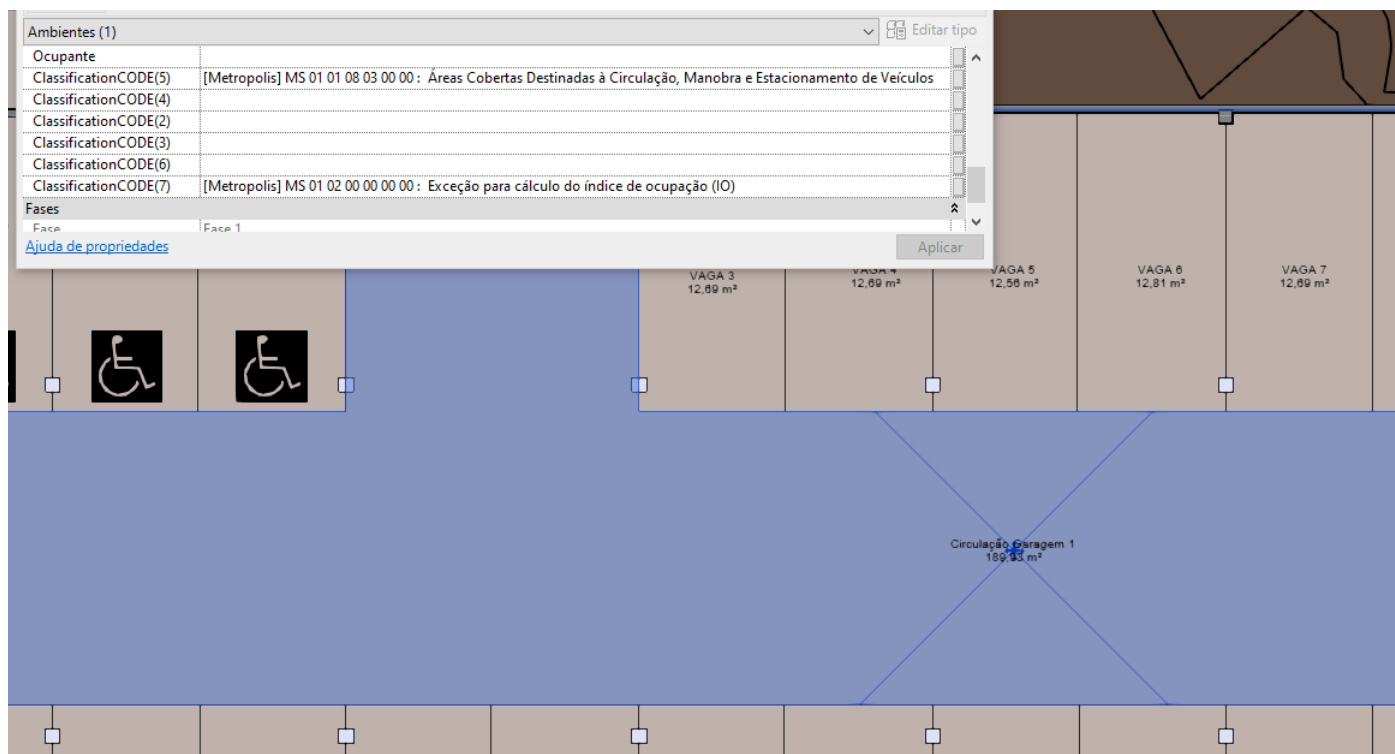 Ambientes (1)
Editar tipo
Ocupante
ClassificationCODE(5) [Metropolis] MS 01 01 08 03 00 00 : Áreas Cobertas Destinadas à Circulação, Manobra e Estacionamento de Veículos
ClassificationCODE(4)
ClassificationCODE(2)
ClassificationCODE(3)
ClassificationCODE(6)
ClassificationCODE(7) [Metropolis] MS 01 02 00 00 00 00 : Exceção para cálculo do índice de ocupação (IO)
Fases
Fase Fase 1
Ajuda de propriedades
Aplicar
VAGA 3
12,69 m²
VAGA 4
12,69 m²
VAGA 5
12,56 m²
VAGA 6
12,81 m²
VAGA 7
12,69 m²
Circulação Garagem 1
189,93 m²